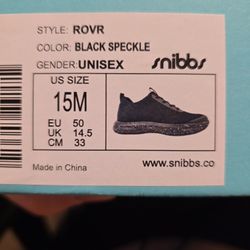 STYLE: ROVR
COLOR: BLACK SPECKLE
GENDER: UNISEX
snibbs
US SIZE
15M
EU 50
UK 14.5
CM 33
Made in China
www.snibbs.co